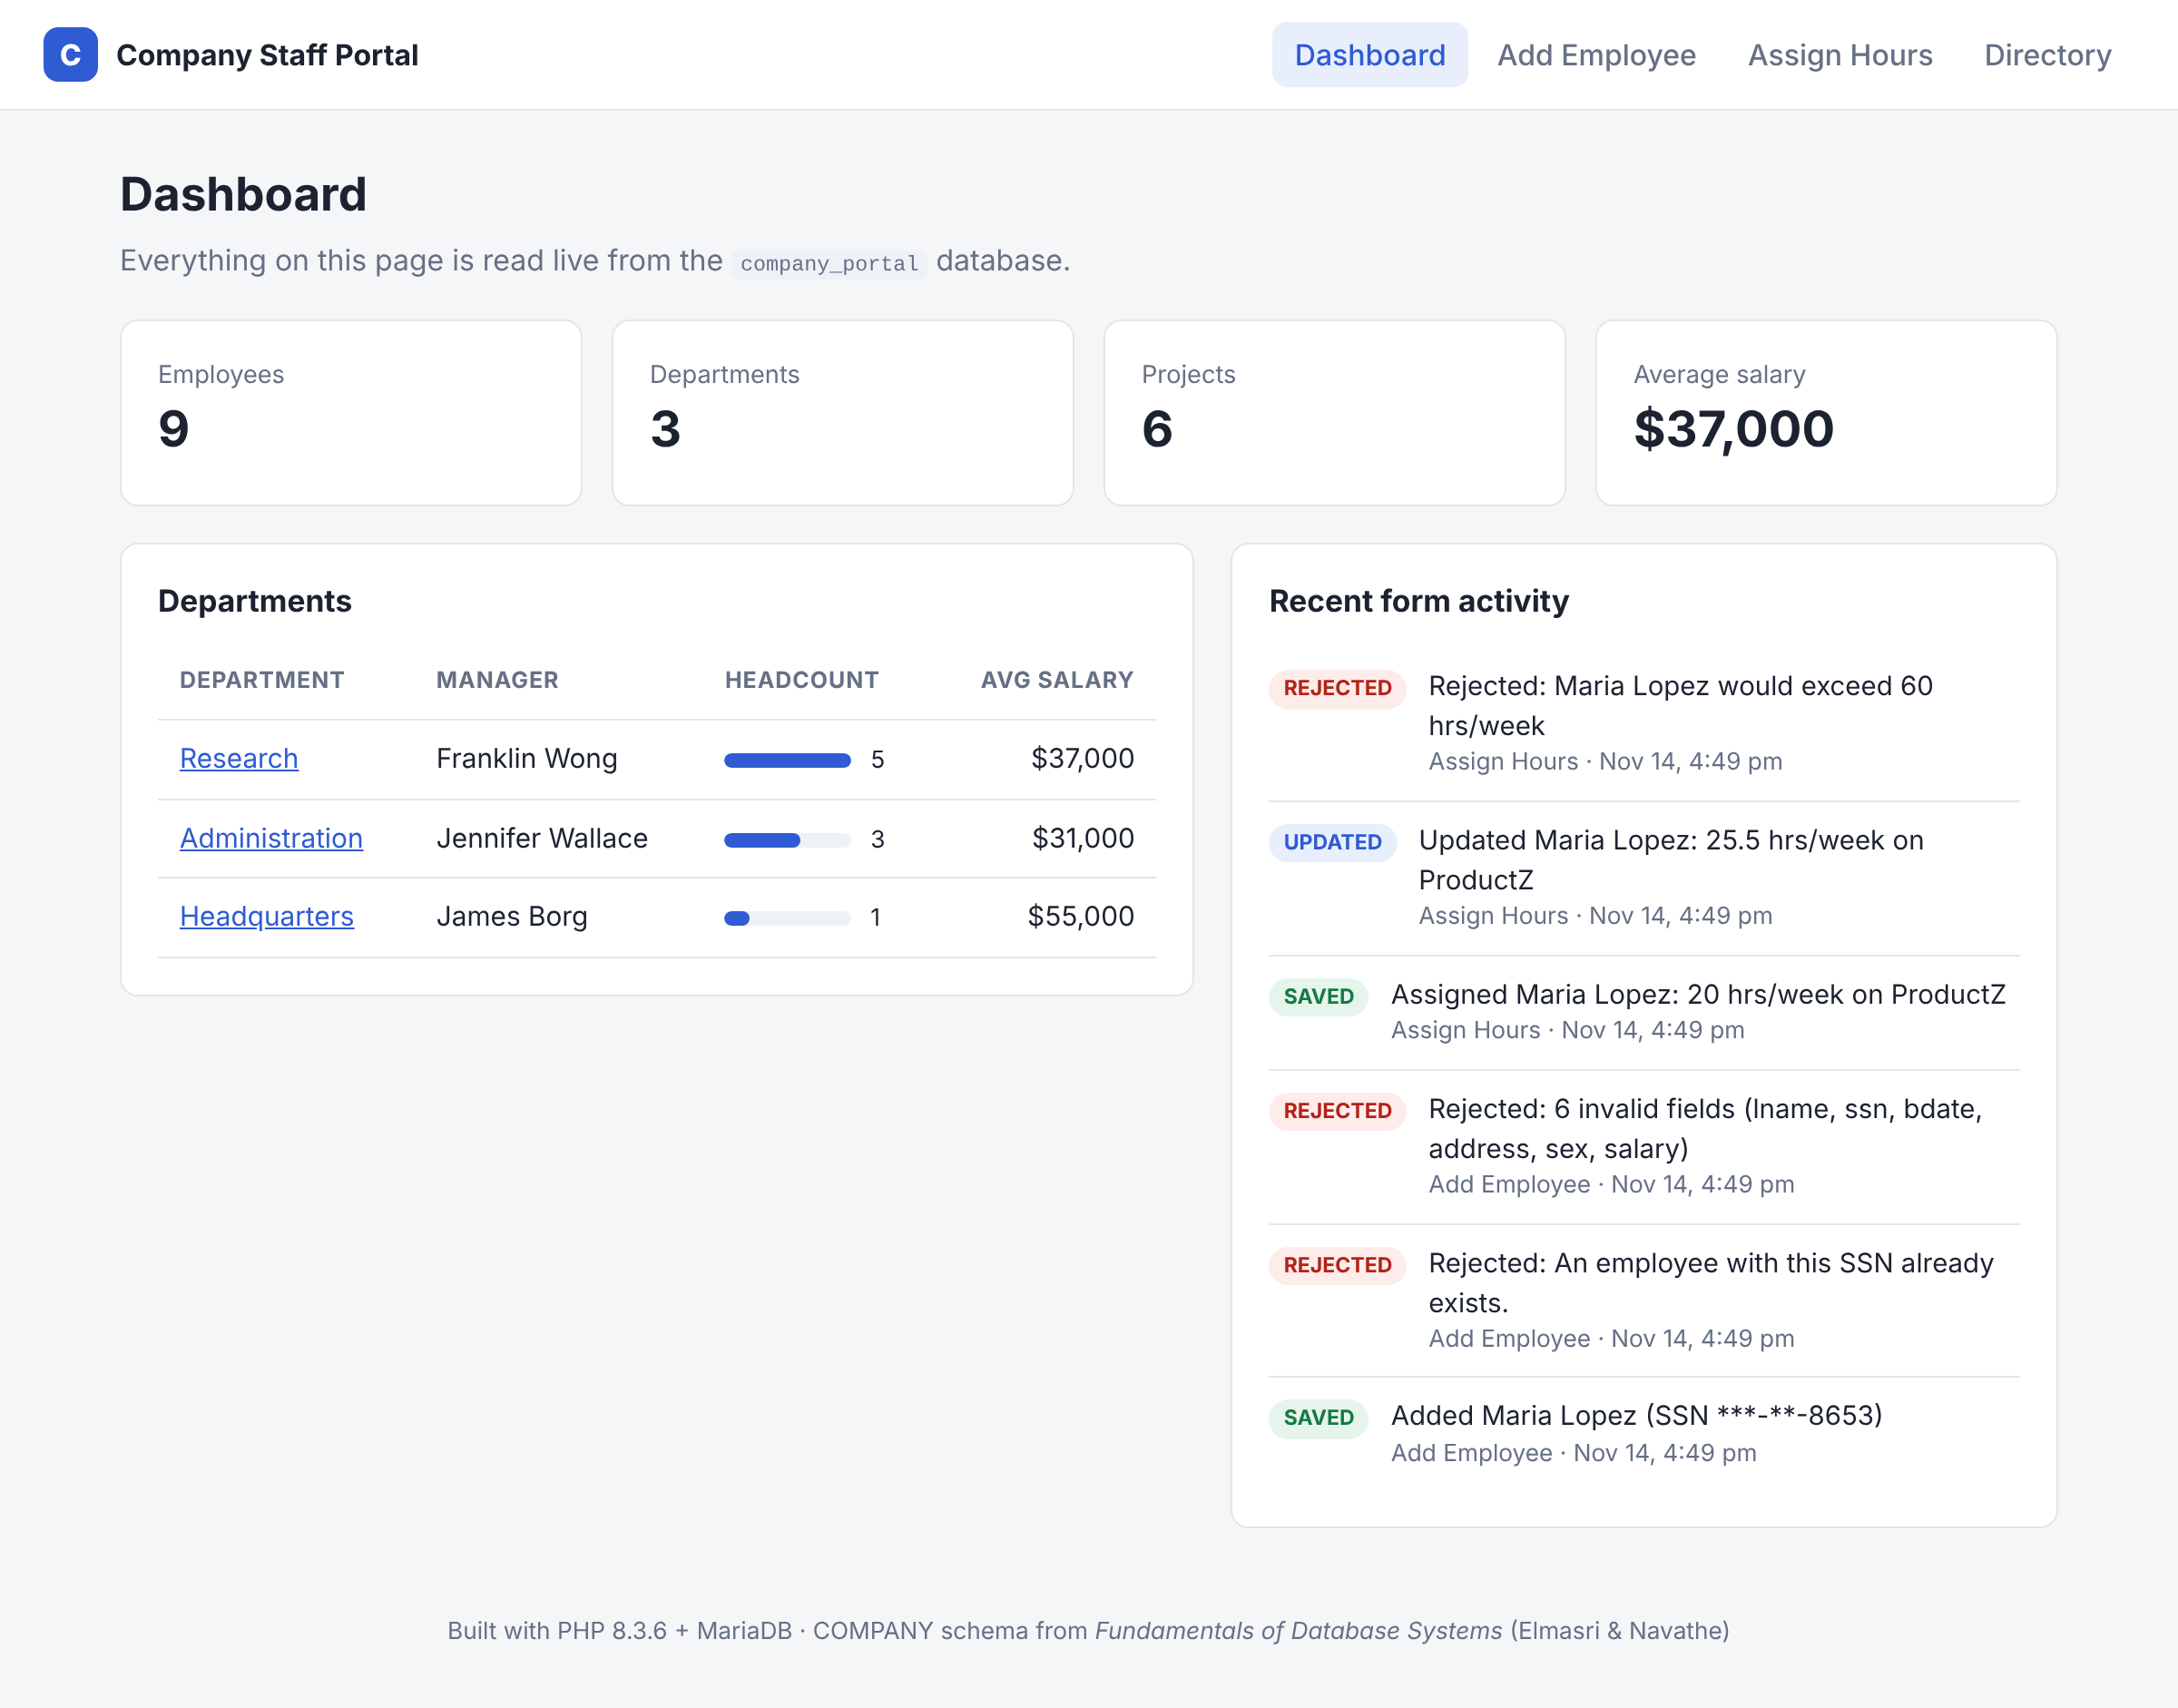 C
Company Staff Portal
Dashboard
Add Employee
Assign Hours
Directory
Dashboard
Everything on this page is read live from the company_portal database.
Employees
9
Departments
3
Projects
6
Average salary
$37,000
Departments
DEPARTMENT MANAGER HEADCOUNT AVG SALARY
Research Franklin Wong 5 $37,000
Administration Jennifer Wallace 3 $31,000
Headquarters James Borg 1 $55,000
Recent form activity
REJECTED Rejected: Maria Lopez would exceed 60
hrs/week
Assign Hours · Nov 14, 4:49 pm
UPDATED Updated Maria Lopez: 25.5 hrs/week on
ProductZ
Assign Hours · Nov 14, 4:49 pm
SAVED Assigned Maria Lopez: 20 hrs/week on ProductZ
Assign Hours · Nov 14, 4:49 pm
REJECTED Rejected: 6 invalid fields (lname, ssn, bdate,
address, sex, salary)
Add Employee · Nov 14, 4:49 pm
REJECTED Rejected: An employee with this SSN already
exists.
Add Employee · Nov 14, 4:49 pm
SAVED Added Maria Lopez (SSN ***-**-8653)
Add Employee · Nov 14, 4:49 pm
Built with PHP 8.3.6 + MariaDB · COMPANY schema from Fundamentals of Database Systems (Elmasri & Navathe)